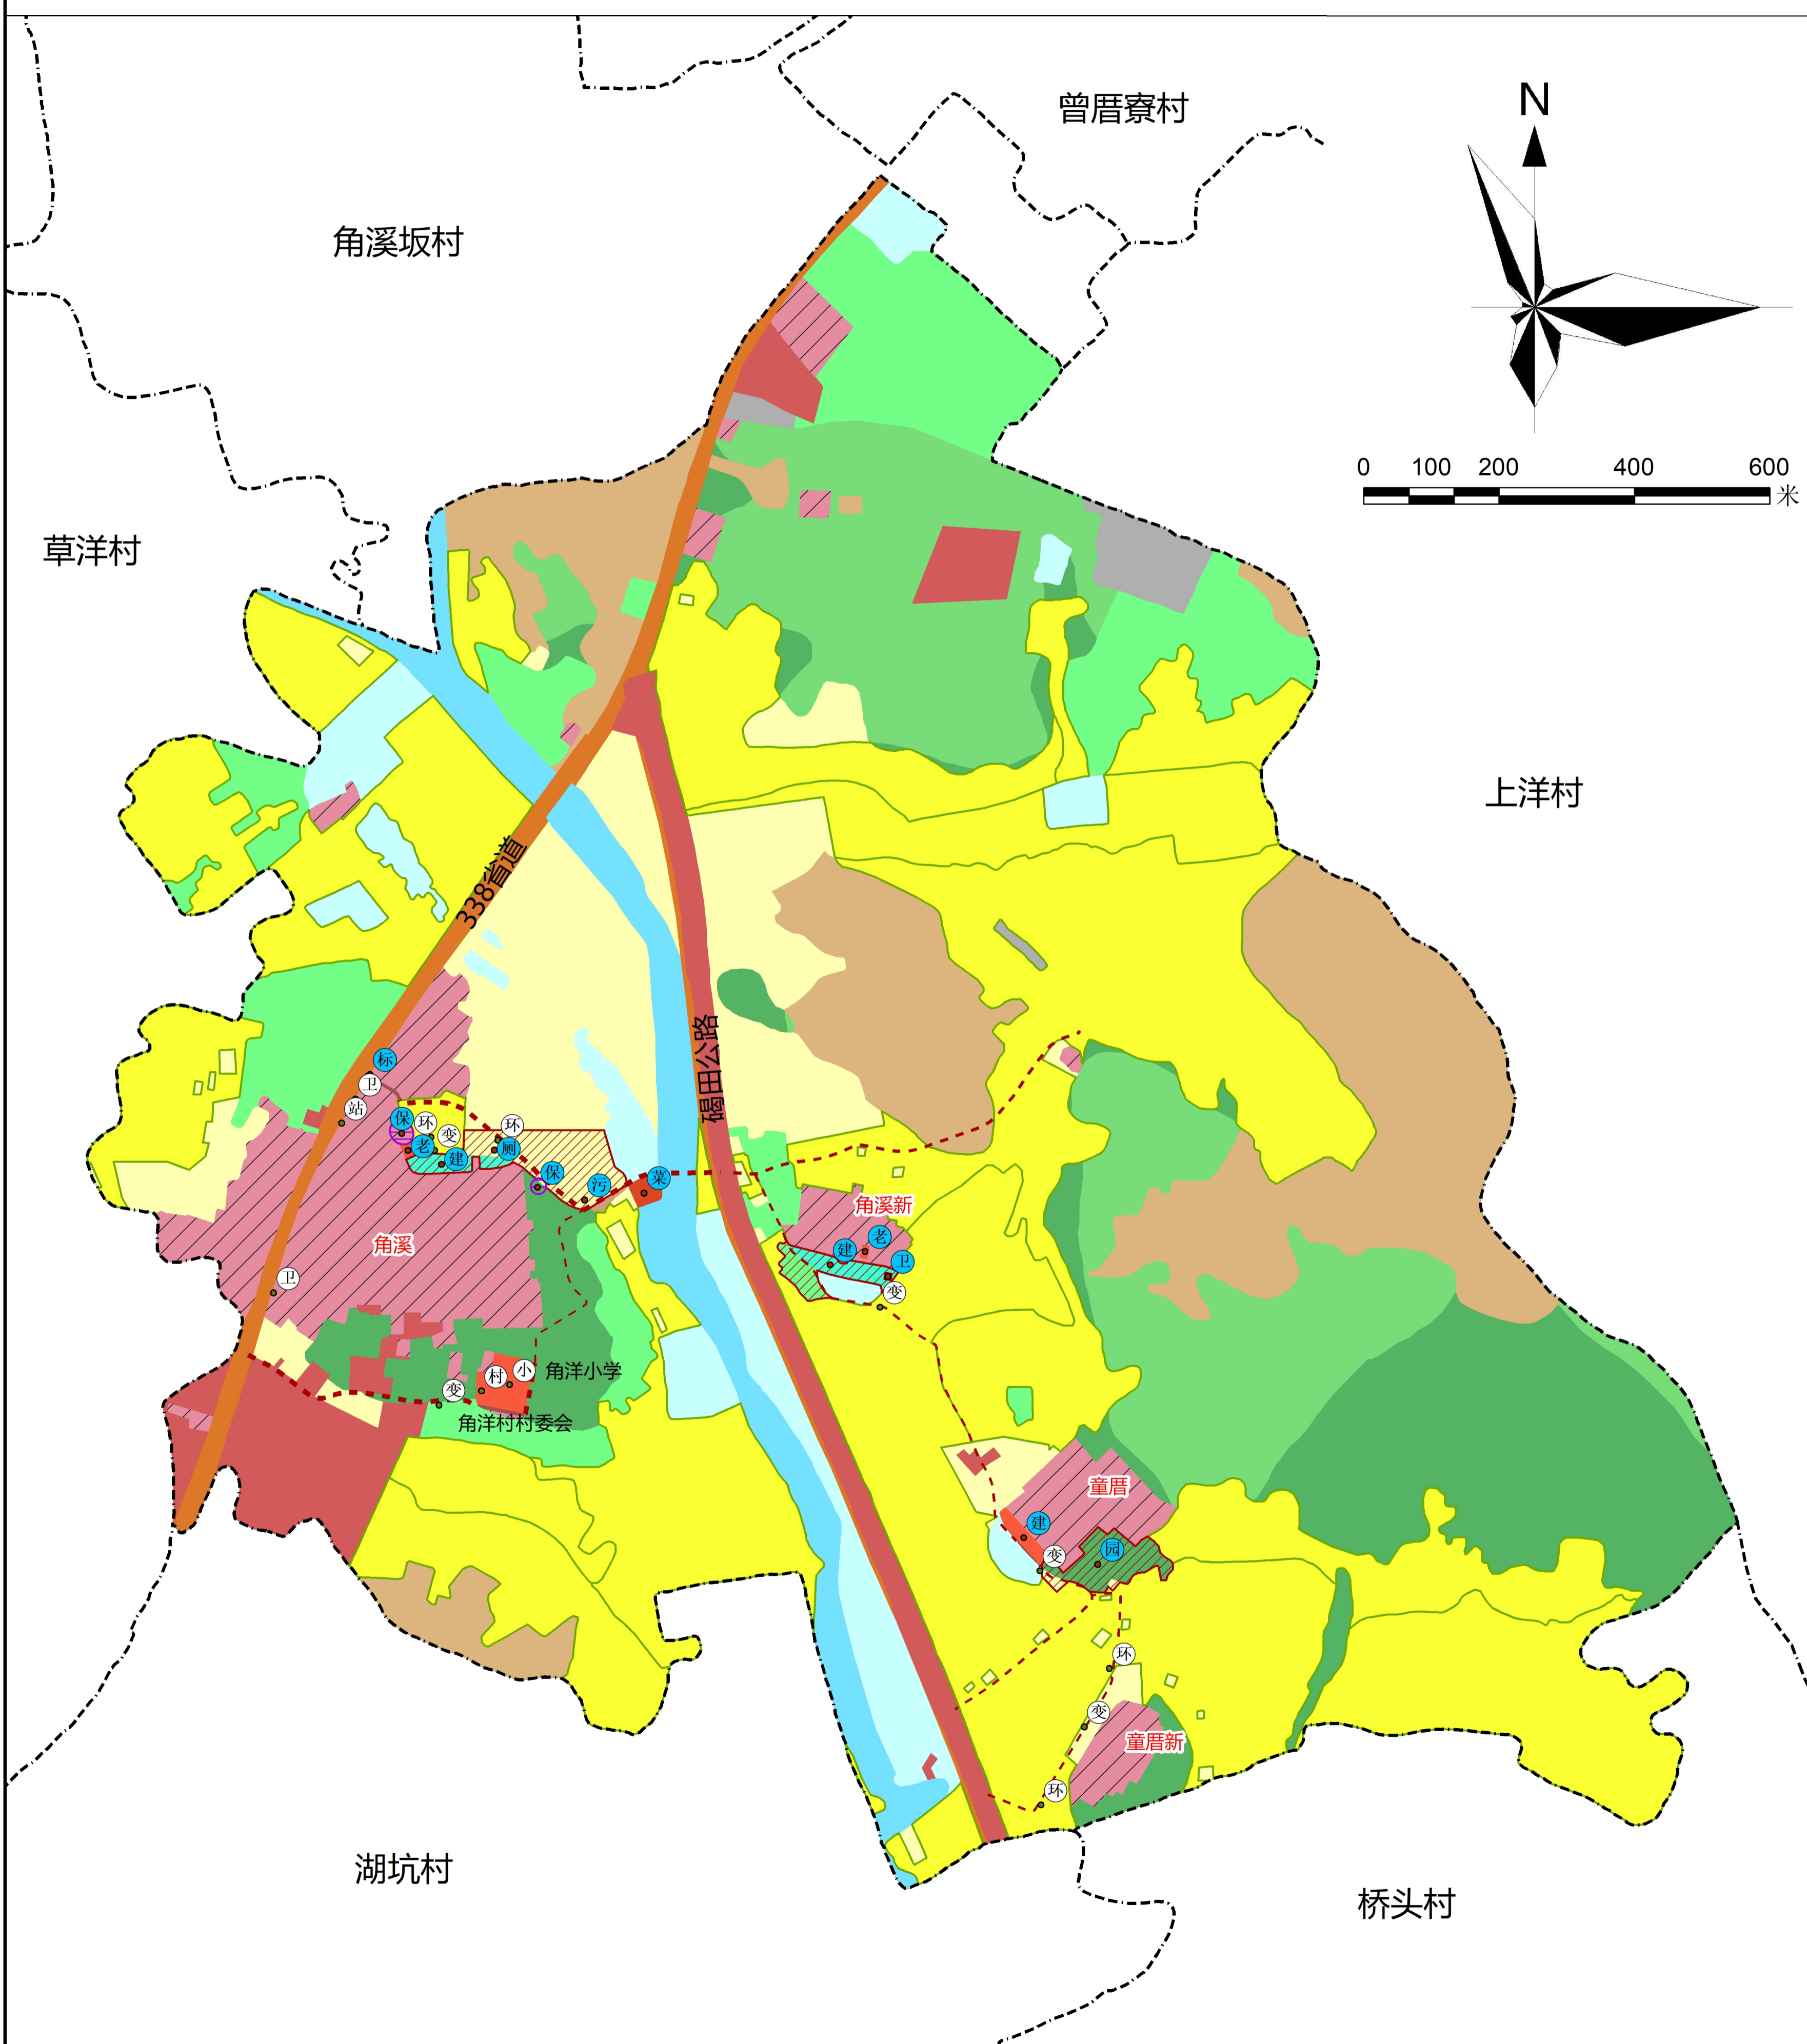 N
曾厝寮村
角溪坂村
0 100 200 400 600
米
草洋村
上洋村
338省道
碣田公路
标
卫
站
保
环
变
环
老
建
厕
保
污
菜
角溪新
角溪
建
老
卫
变
卫
村
小
角洋小学
变
角洋村村委会
童厝
建
变
园
环
变
童厝新
环
湖坑村
桥头村